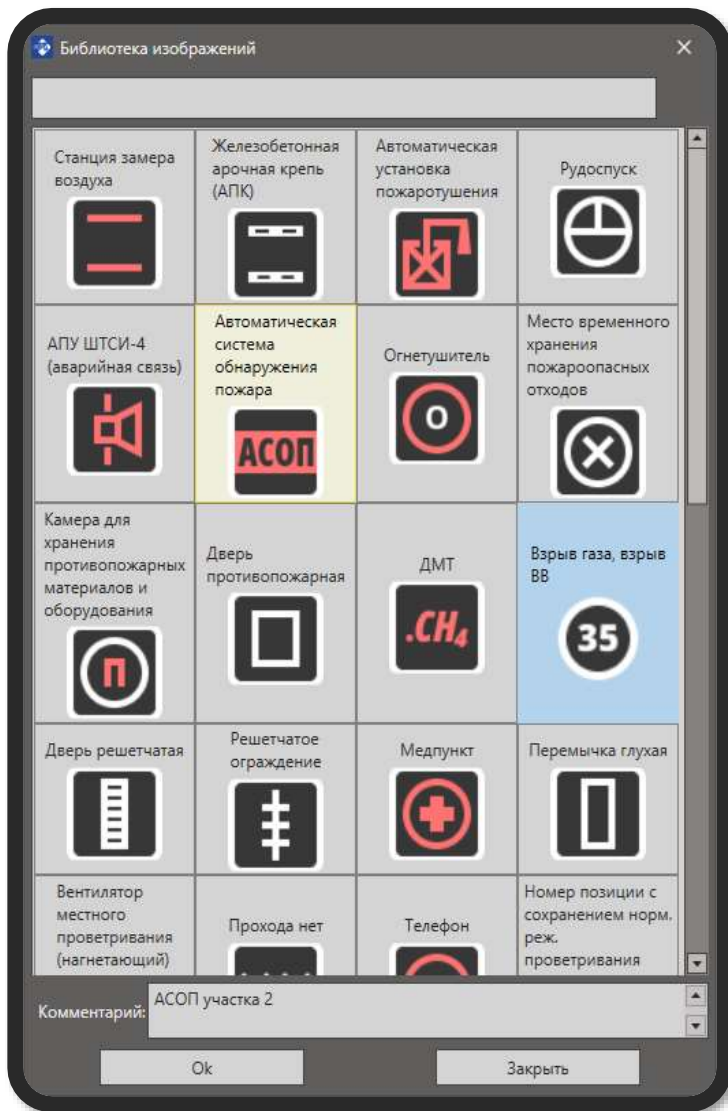 Библиотека изображений
Станция замера
воздуха
Железобетонная
арочная крепь
(АПК)
Автоматическая
установка
пожаротушения
Рудоспуск
АПУ ШТСИ-4
(аварийная связь)
Автоматическая
система
обнаружения
пожара
АСОП
Огнетушитель
О
Место временного
хранения
пожароопасных
отходов
Камера для
хранения
противопожарных
материалов и
оборудования
П
Дверь
противопожарная
ДМТ
.CH₄
Взрыв газа, взрыв
ВВ
35
Дверь решетчатая
Решетчатое
ограждение
Медпункт
Перемычка глухая
Вентилятор
местного
проветривания
(нагнетающий)
Прохода нет
Телефон
Номер позиции с
сохранением норм.
реж.
проветривания
Комментарий:
АСОП участка 2
Ok
Закрыть